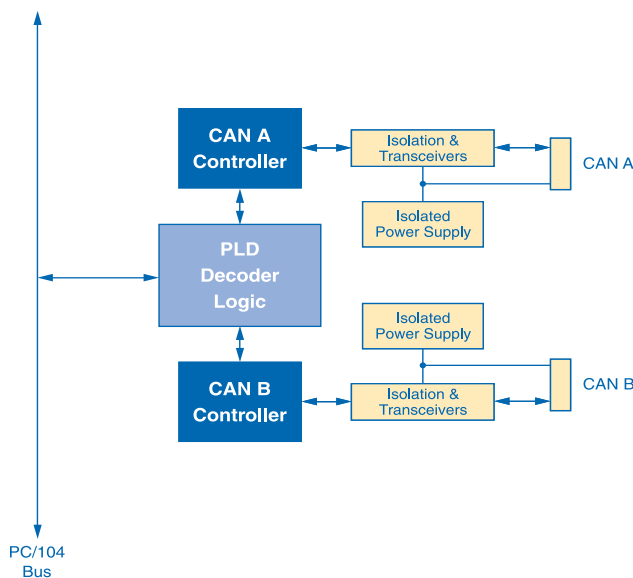 CAN A
Controller
Isolation &
Transceivers
CAN A
Isolated
Power Supply
PLD
Decoder
Logic
Isolated
Power Supply
CAN B
Controller
Isolation &
Transceivers
CAN B
PC/104
Bus